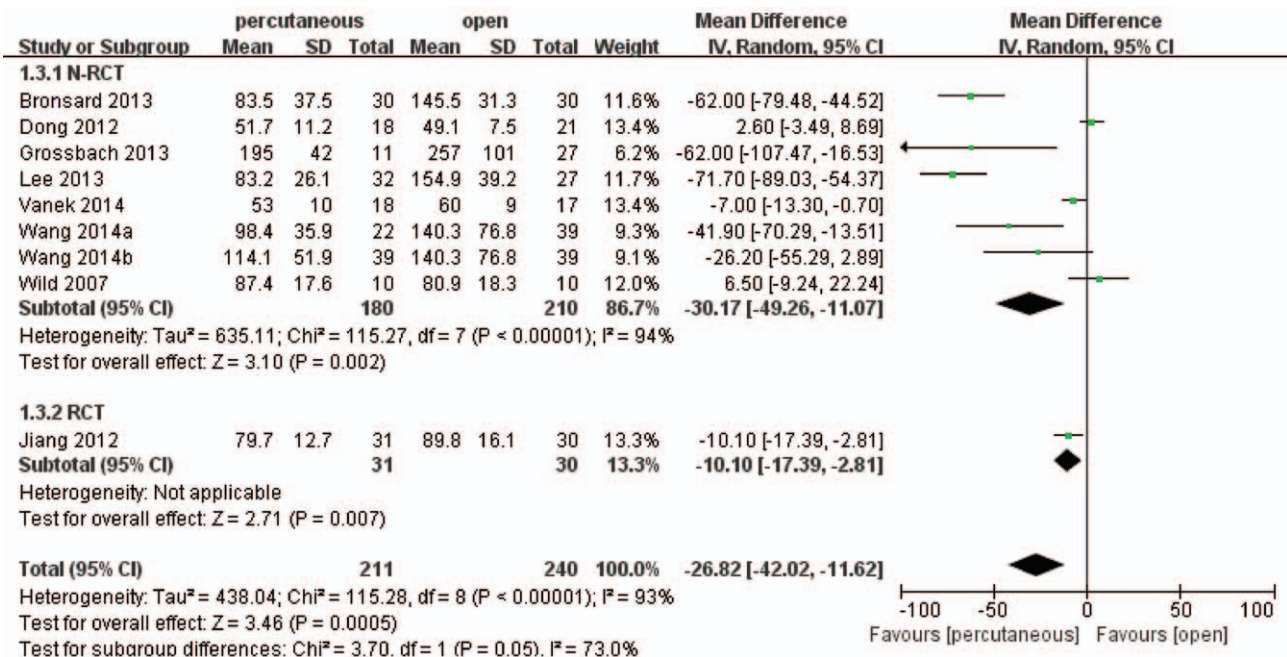 percutaneous open Mean Difference Mean Difference
Study or Subgroup Mean SD Total Mean SD Total Weight IV, Random, 95% CI IV, Random, 95% CI
1.3.1 N-RCT
Bronsard 2013 83.5 37.5 30 145.5 31.3 30 11.6% -62.00 [-79.48, -44.52]
Dong 2012 51.7 11.2 18 49.1 7.5 21 13.4% 2.60 [-3.49, 8.69]
Grossbach 2013 195 42 11 257 101 27 6.2% -62.00 [-107.47, -16.53]
Lee 2013 83.2 26.1 32 154.9 39.2 27 11.7% -71.70 [-89.03, -54.37]
Vanek 2014 53 10 18 60 9 17 13.4% -7.00 [-13.30, -0.70]
Wang 2014a 98.4 35.9 22 140.3 76.8 39 9.3% -41.90 [-70.29, -13.51]
Wang 2014b 114.1 51.9 39 140.3 76.8 39 9.1% -26.20 [-55.29, 2.89]
Wild 2007 87.4 17.6 10 80.9 18.3 10 12.0% 6.50 [-9.24, 22.24]
Subtotal (95% CI) 180 210 86.7% -30.17 [-49.26, -11.07]
Heterogeneity: Tau² = 635.11; Chi² = 115.27, df = 7 (P < 0.00001); I² = 94%
Test for overall effect: Z = 3.10 (P = 0.002)
1.3.2 RCT
Jiang 2012 79.7 12.7 31 89.8 16.1 30 13.3% -10.10 [-17.39, -2.81]
Subtotal (95% CI) 31 30 13.3% -10.10 [-17.39, -2.81]
Heterogeneity: Not applicable
Test for overall effect: Z = 2.71 (P = 0.007)
Total (95% CI) 211 240 100.0% -26.82 [-42.02, -11.62]
Heterogeneity: Tau² = 438.04; Chi² = 115.28, df = 8 (P < 0.00001); I² = 93%
Test for overall effect: Z = 3.46 (P = 0.0005)
Test for subgroup differences: Chi² = 3.70, df = 1 (P = 0.05), I² = 73.0%
-100 -50 0 50 100
Favours [percutaneous] Favours [open]